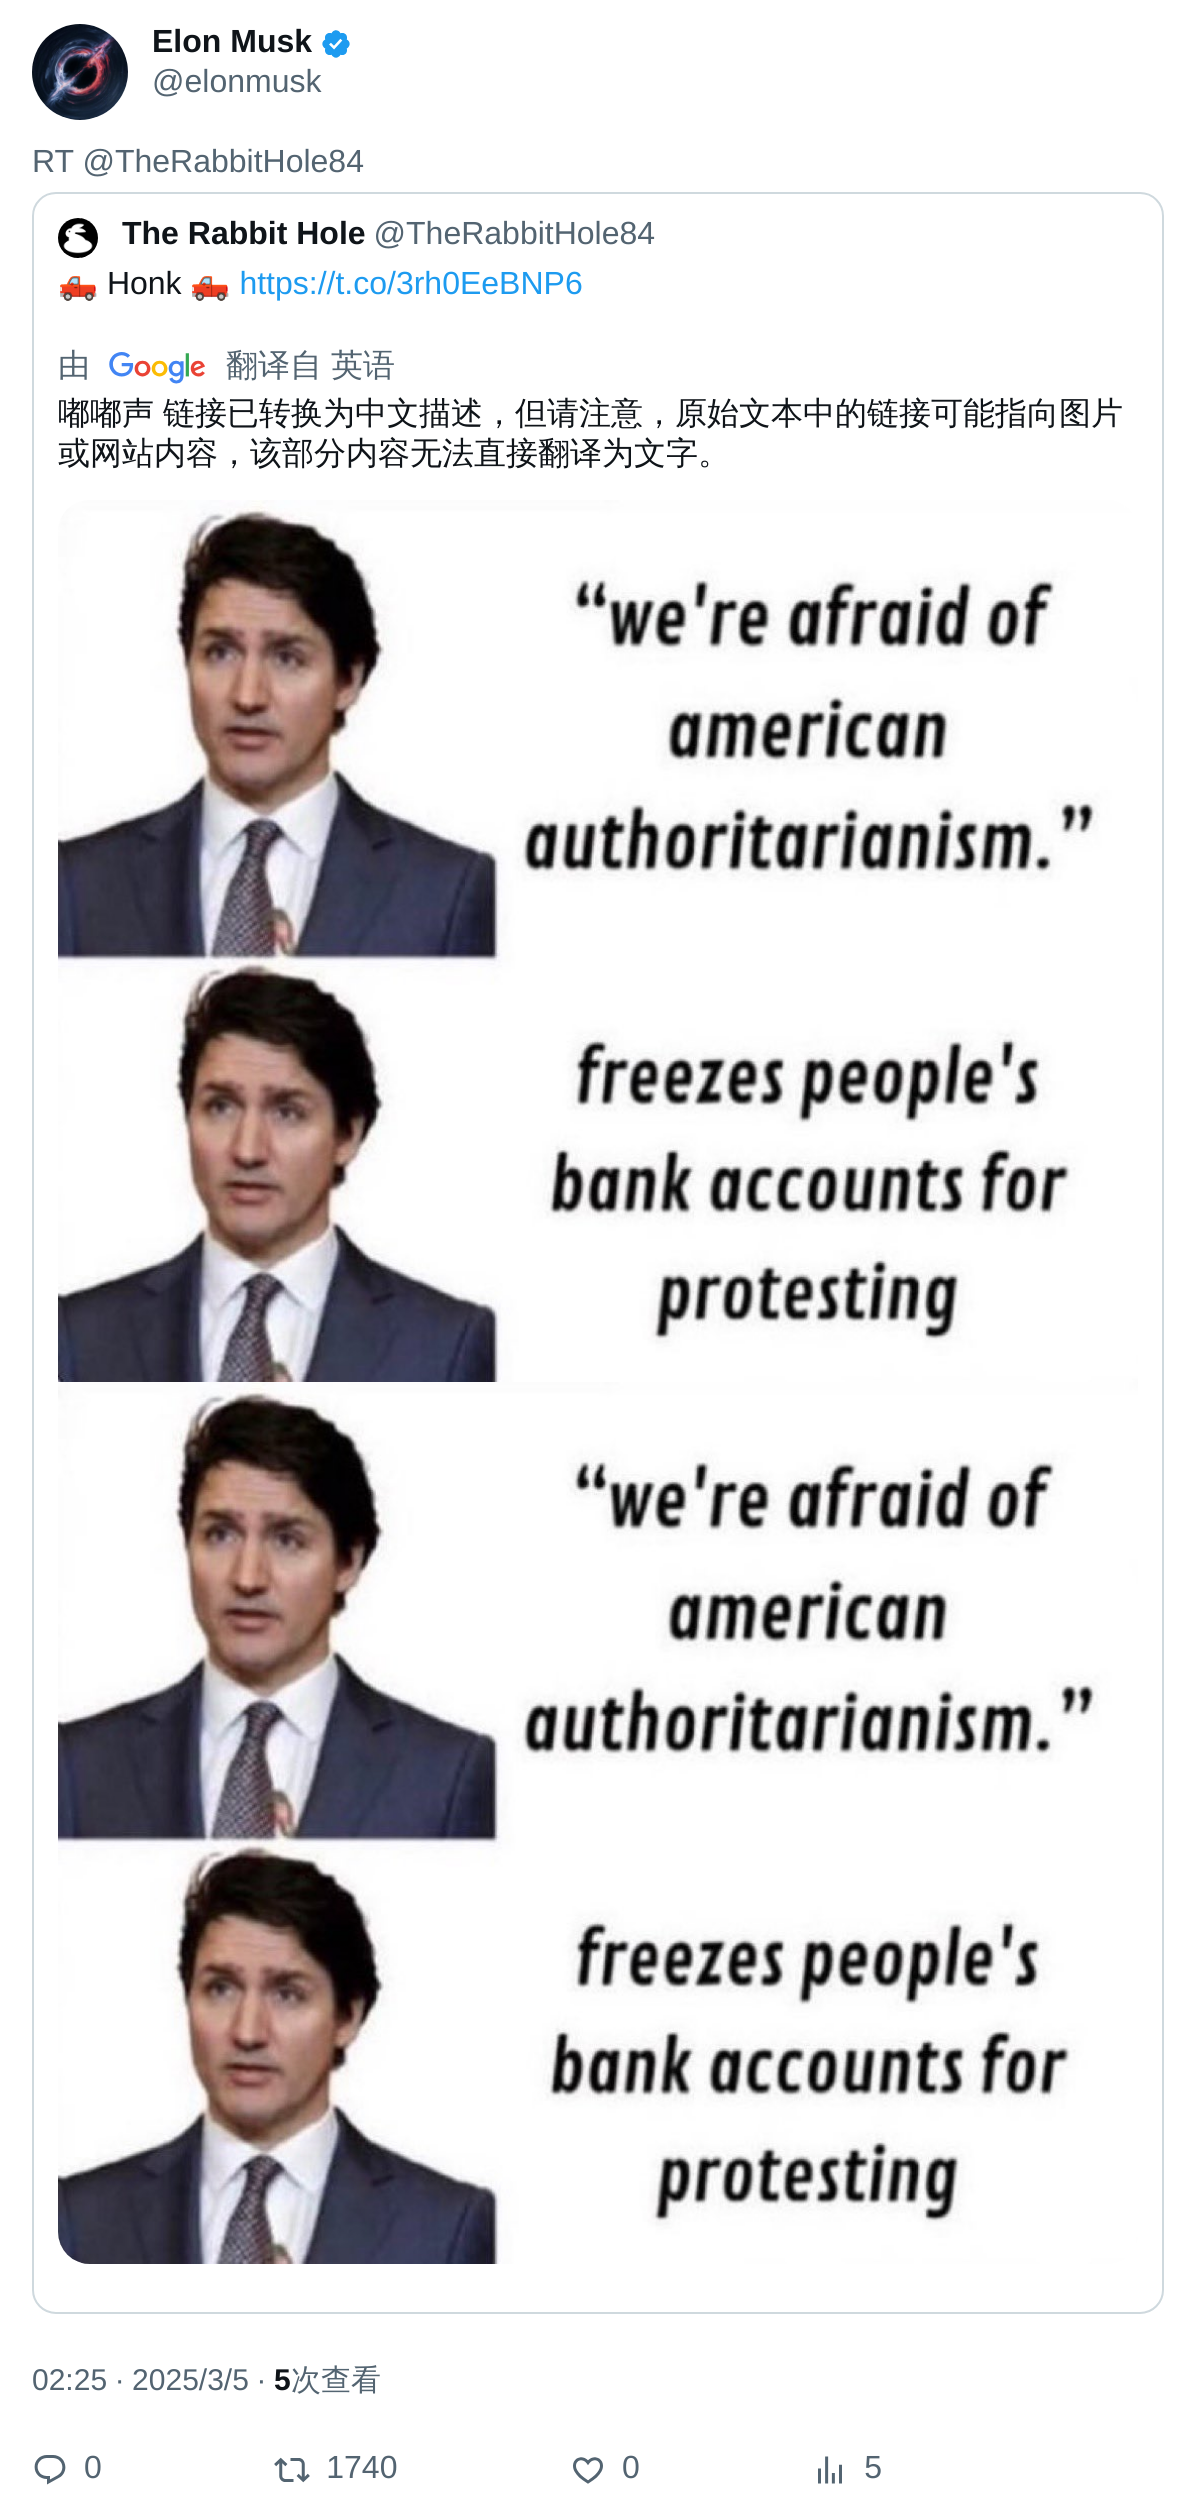 Elon Musk
@elonmusk
RT @TheRabbitHole84
The Rabbit Hole @TheRabbitHole84
🛻 Honk 🛻 https://t.co/3rh0EeBNP6
由 Google 翻译自 英语
嘟嘟声 链接已转换为中文描述，但请注意，原始文本中的链接可能指向图片
或网站内容，该部分内容无法直接翻译为文字。
“we're afraid of
american
authoritarianism.”
freezes people's
bank accounts for
protesting
“we're afraid of
american
authoritarianism.”
freezes people's
bank accounts for
protesting
02:25 · 2025/3/5 · 5次查看
0 1740 0 5